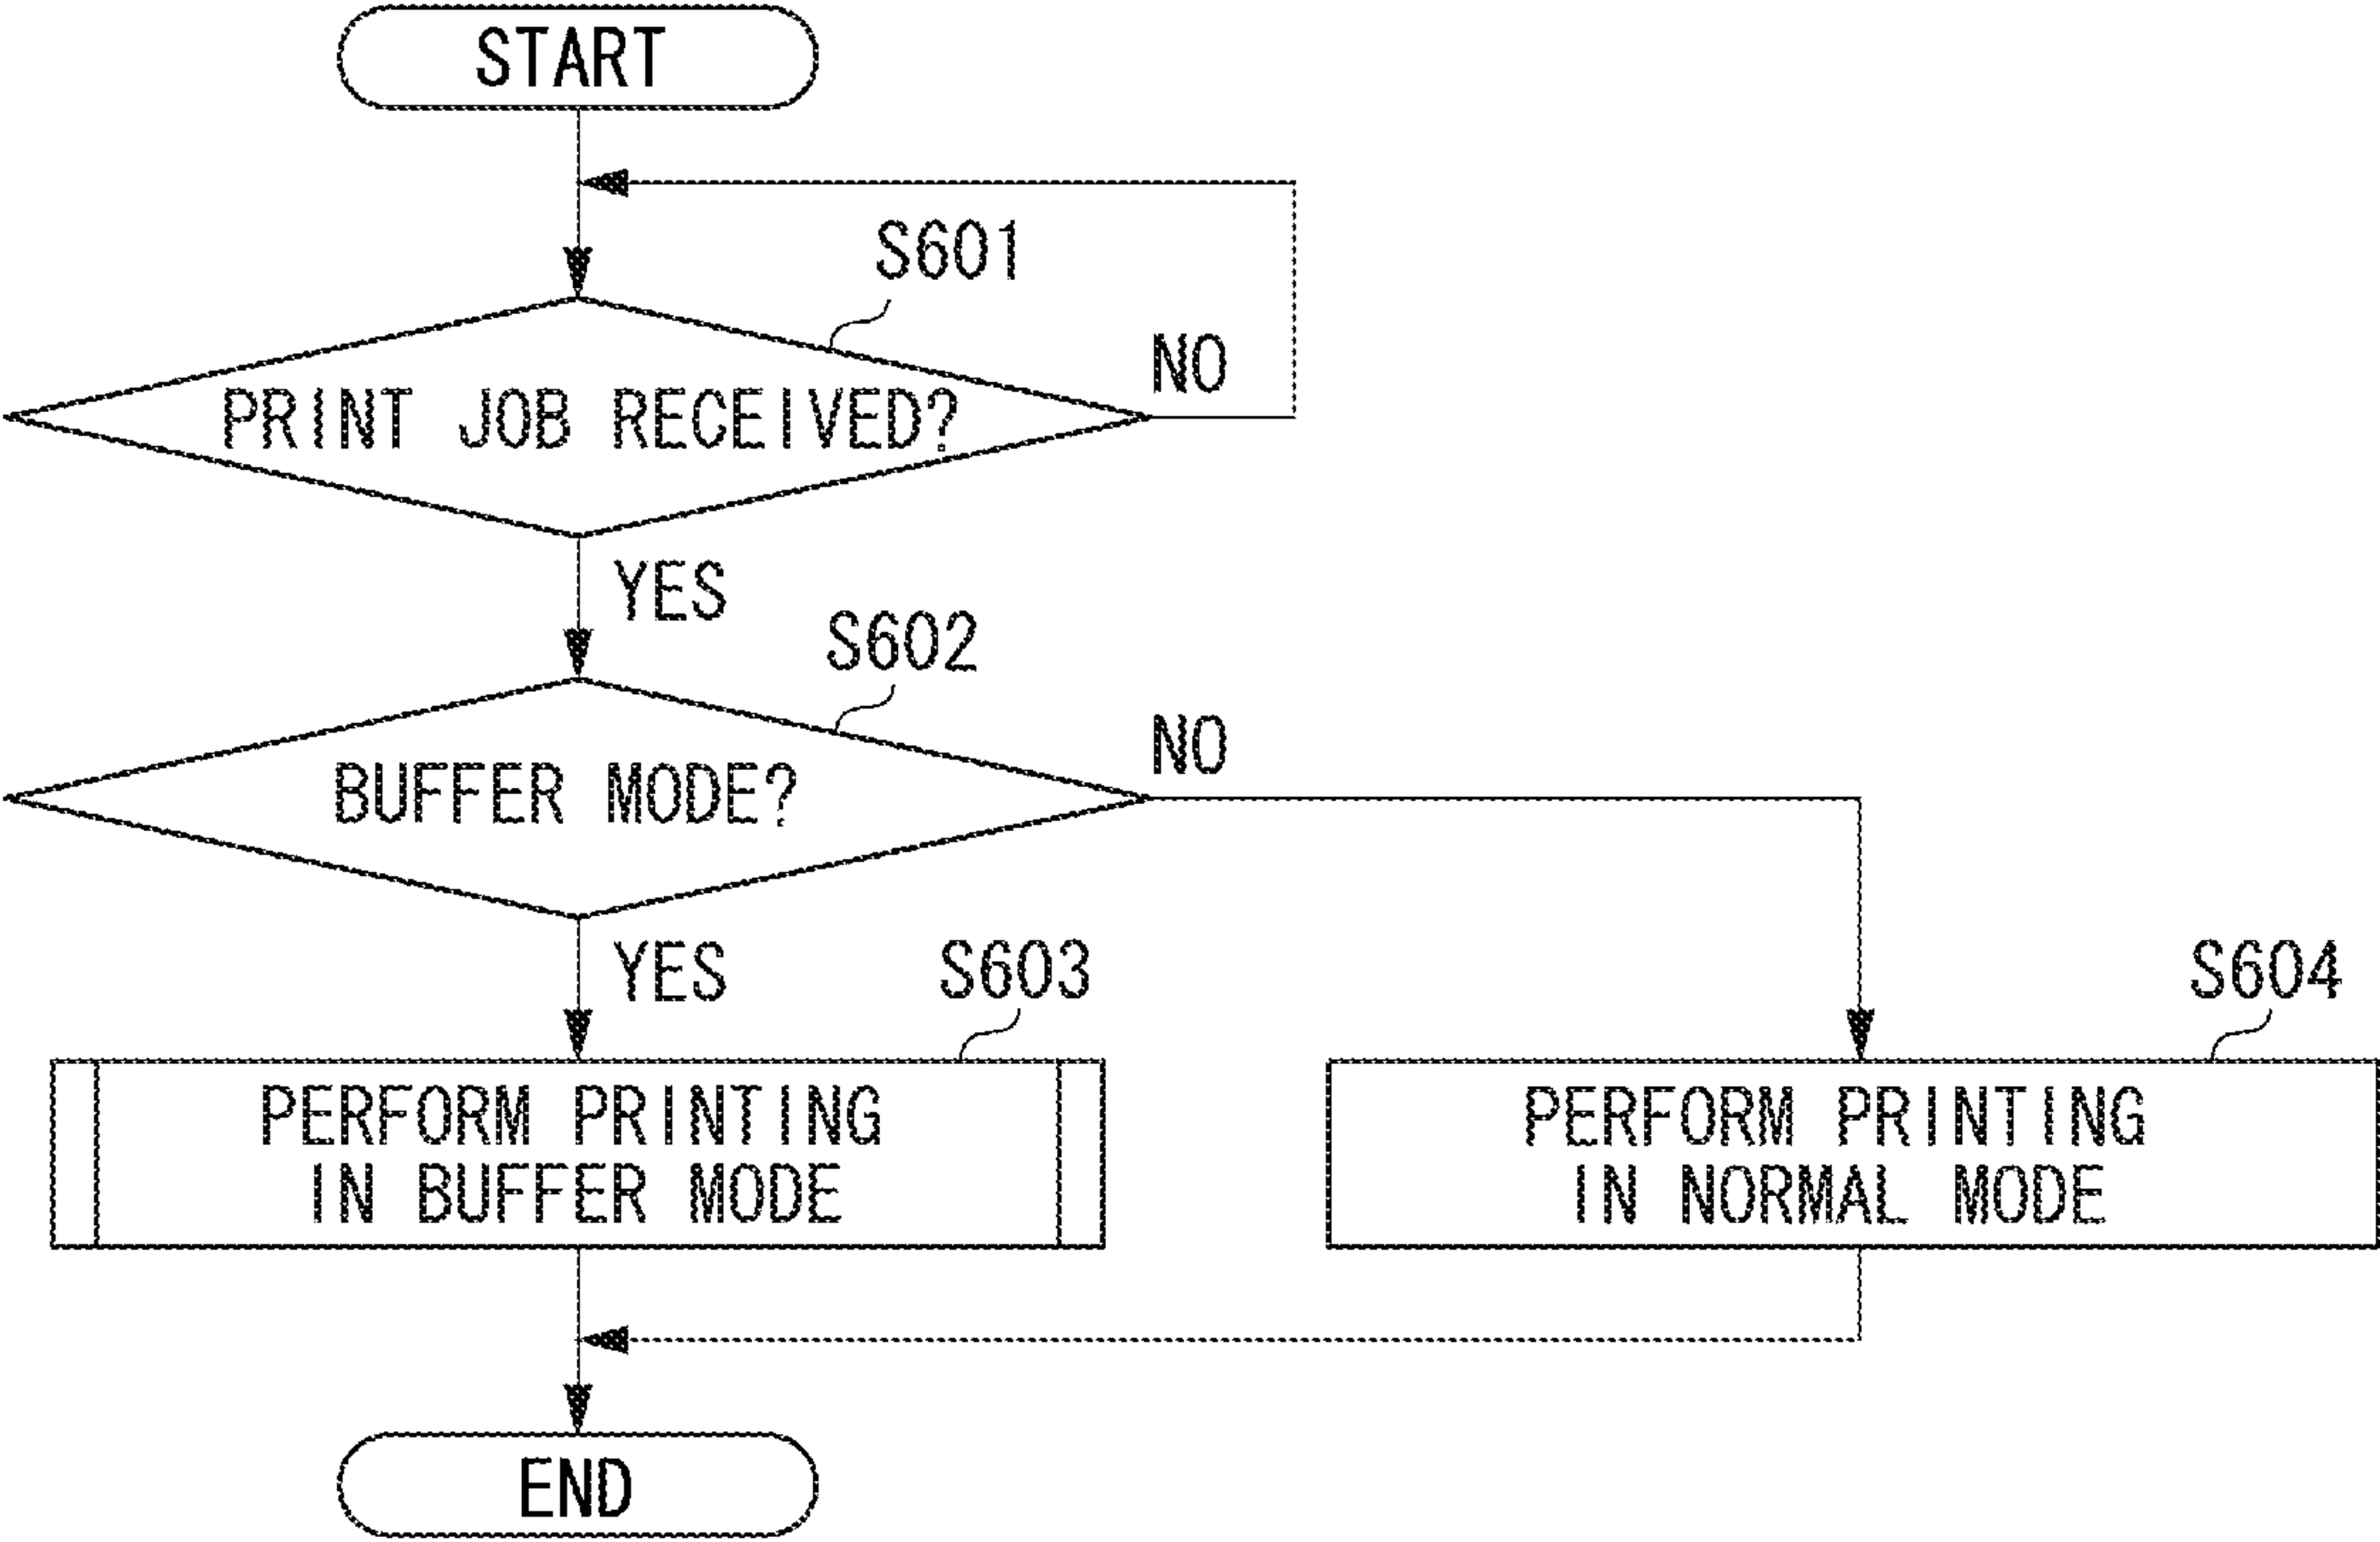 START
S601
NO
PRINT JOB RECEIVED?
YES
S602
NO
BUFFER MODE?
YES
S603
S604
PERFORM PRINTING
IN BUFFER MODE
PERFORM PRINTING
IN NORMAL MODE
END